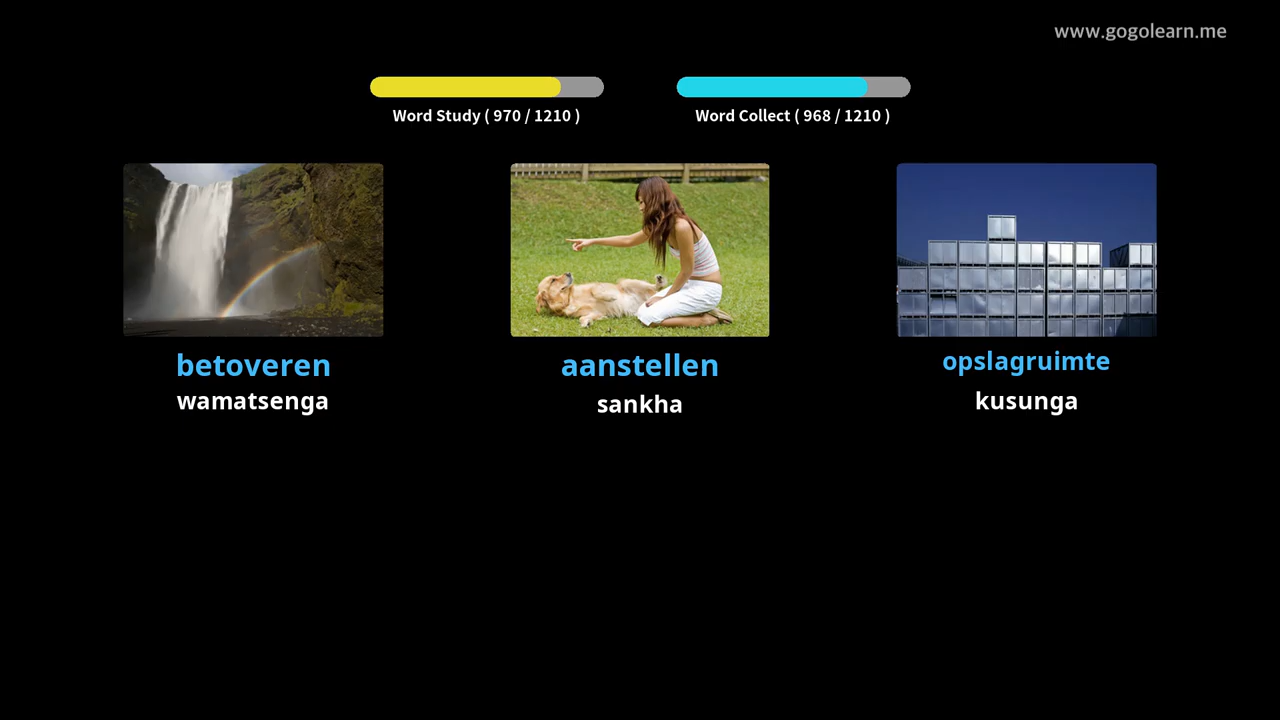 www.gogolearn.me
Word Study ( 970 / 1210 )
Word Collect ( 968 / 1210 )
betoveren
wamatsenga
aanstellen
sankha
opslagruimte
kusunga